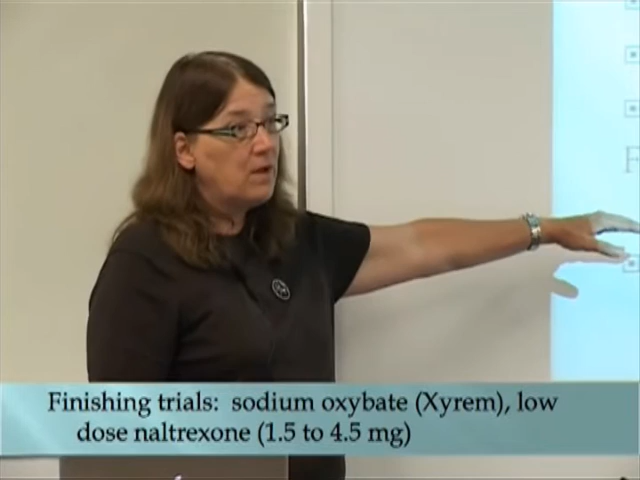 Finishing trials:  sodium oxybate (Xyrem), low
dose naltrexone (1.5 to 4.5 mg)